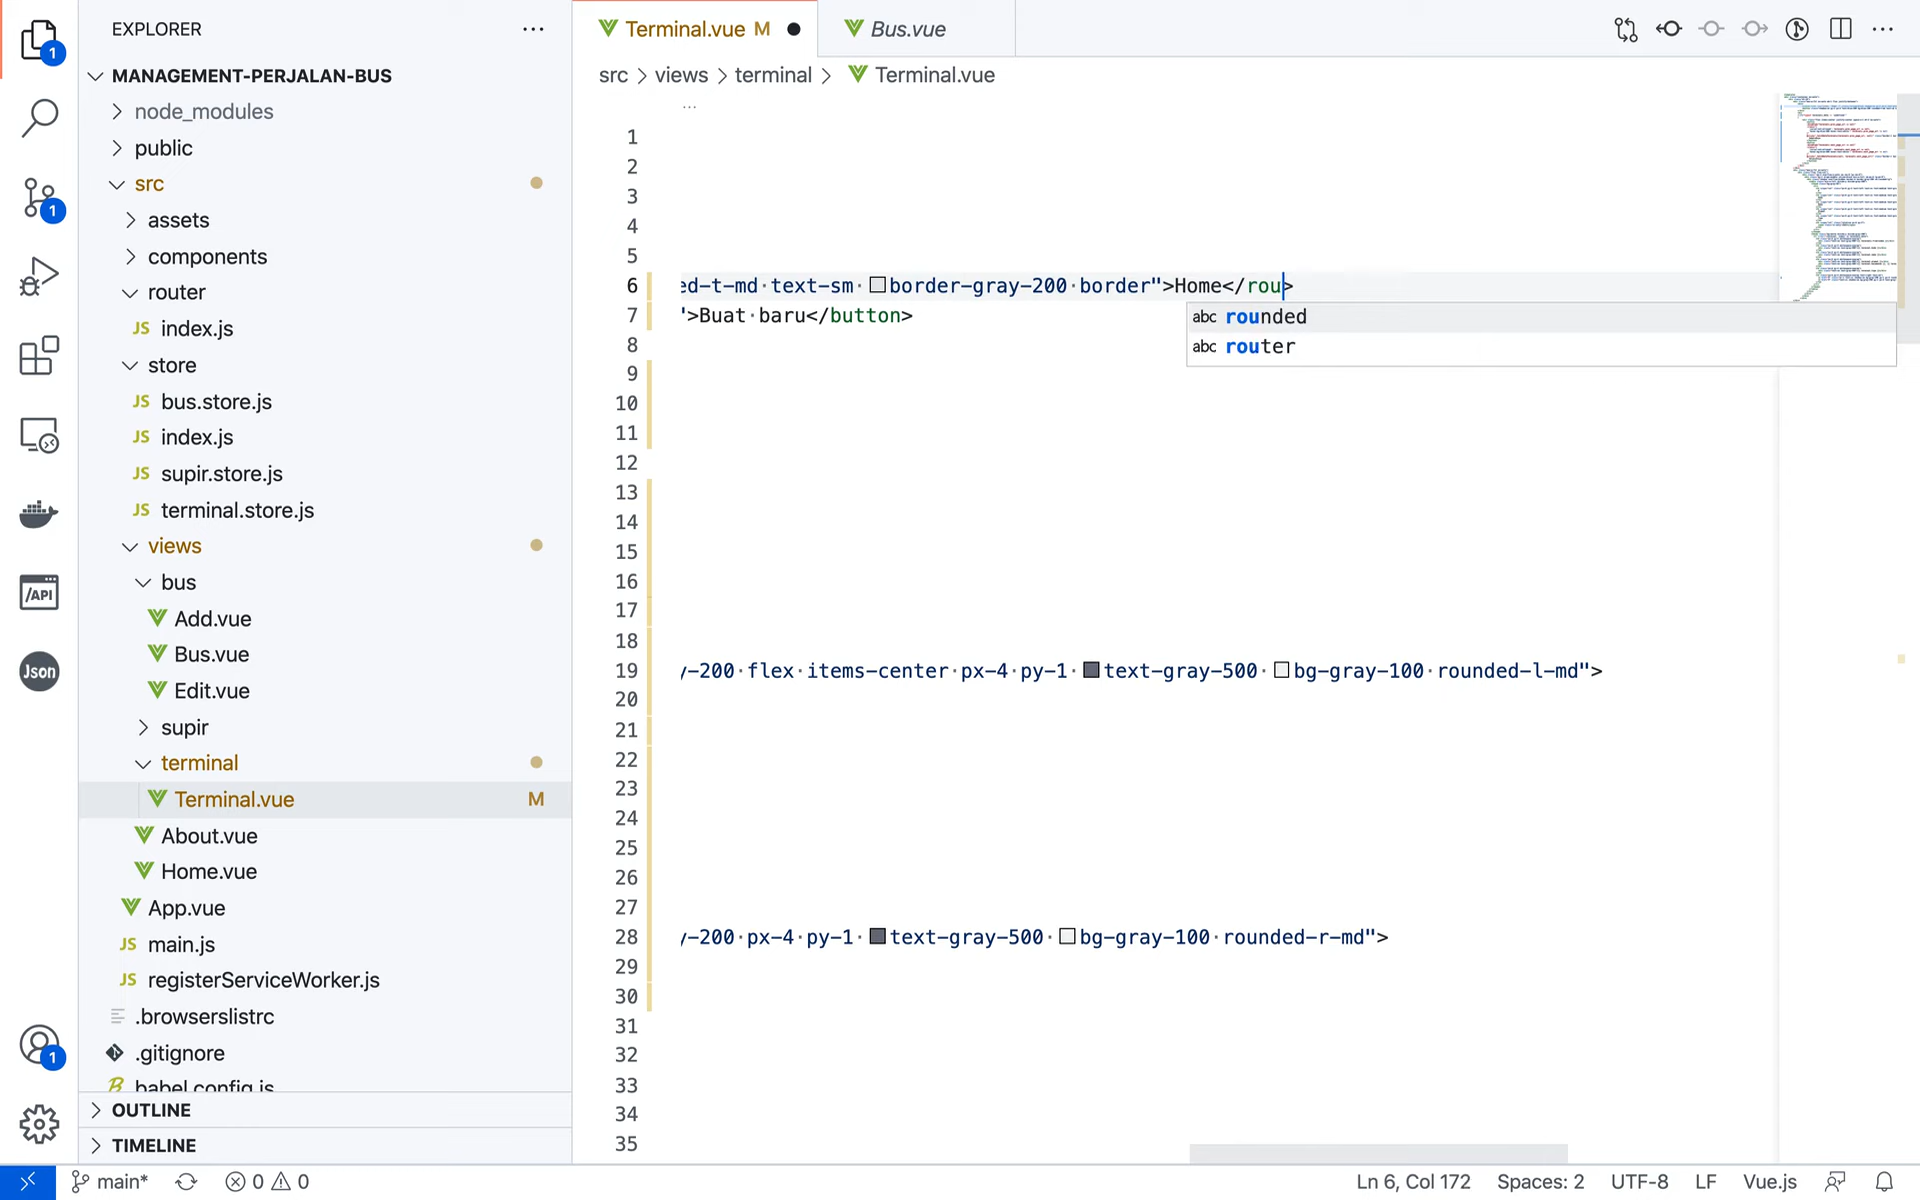 EXPLORER
MANAGEMENT-PERJALAN-BUS
node_modules
public
src
assets
components
router
JS index.js
store
JS bus.store.js
JS index.js
JS supir.store.js
JS terminal.store.js
views
bus
Add.vue
Bus.vue
Edit.vue
supir
terminal
Terminal.vue M
About.vue
Home.vue
App.vue
JS main.js
JS registerServiceWorker.js
.browserslistrc
.gitignore
babel.config.js
OUTLINE
TIMELINE
1
1
/API
Json
1
Terminal.vue M
Bus.vue
src > views > terminal > Terminal.vue
...
1
2
3
4
5
6 ed-t-md·text-sm·border-gray-200·border">Home</rou>
7 ">Buat·baru</button>
abc rounded
abc router
8
9
10
11
12
13
14
15
16
17
18
19 y-200·flex·items-center·px-4·py-1·text-gray-500·bg-gray-100·rounded-l-md">
20
21
22
23
24
25
26
27
28 y-200·px-4·py-1·text-gray-500·bg-gray-100·rounded-r-md">
29
30
31
32
33
34
35
main* 0 0 Ln 6, Col 172 Spaces: 2 UTF-8 LF Vue.js